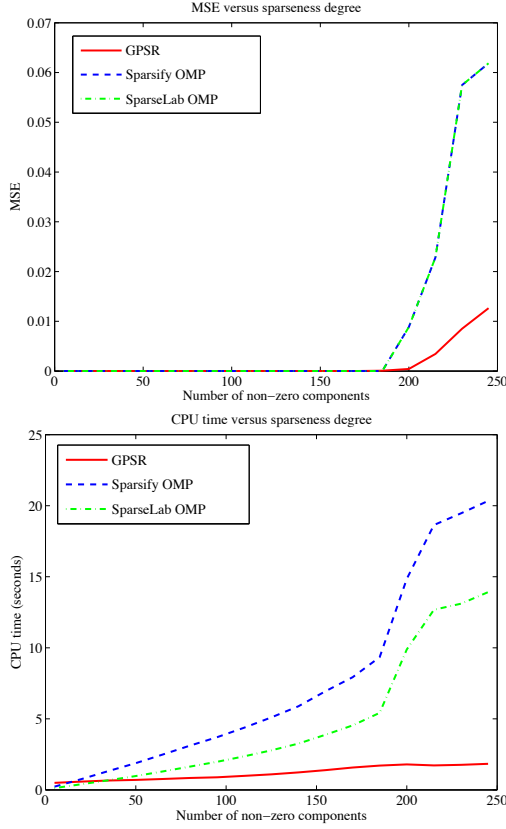 MSE versus sparseness degree
0.07
0.06
0.05
0.04
0.03
0.02
0.01
0
MSE
GPSR
Sparsify OMP
SparseLab OMP
0 50 100 150 200 250
Number of non−zero components
CPU time versus sparseness degree
25
20
15
10
5
0
CPU time (seconds)
GPSR
Sparsify OMP
SparseLab OMP
0 50 100 150 200 250
Number of non−zero components